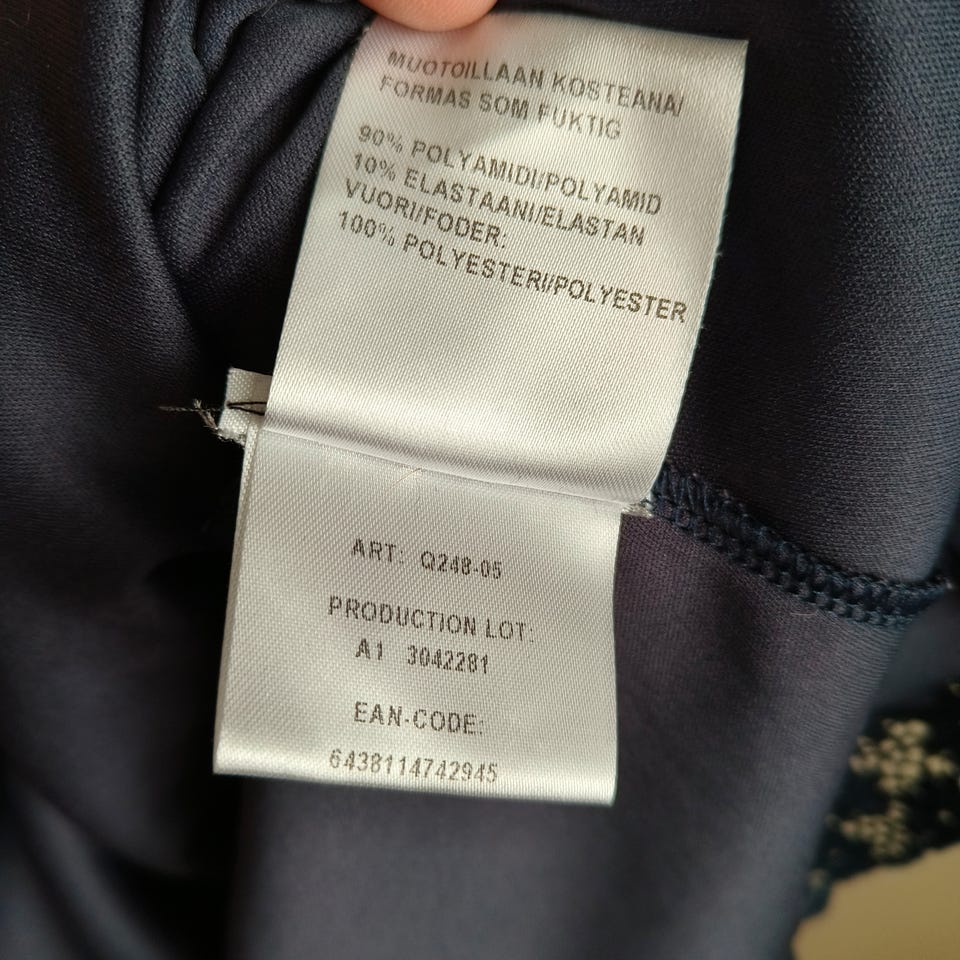 MUOTOILLAAN KOSTEANA/
FORMAS SOM FUKTIG
90% POLYAMIDI/POLYAMID
10% ELASTAANI/ELASTAN
VUORI/FODER:
100% POLYESTERI/POLYESTER
ART: Q248-05
PRODUCTION LOT:
A1 3042281
EAN-CODE:
6438114742945